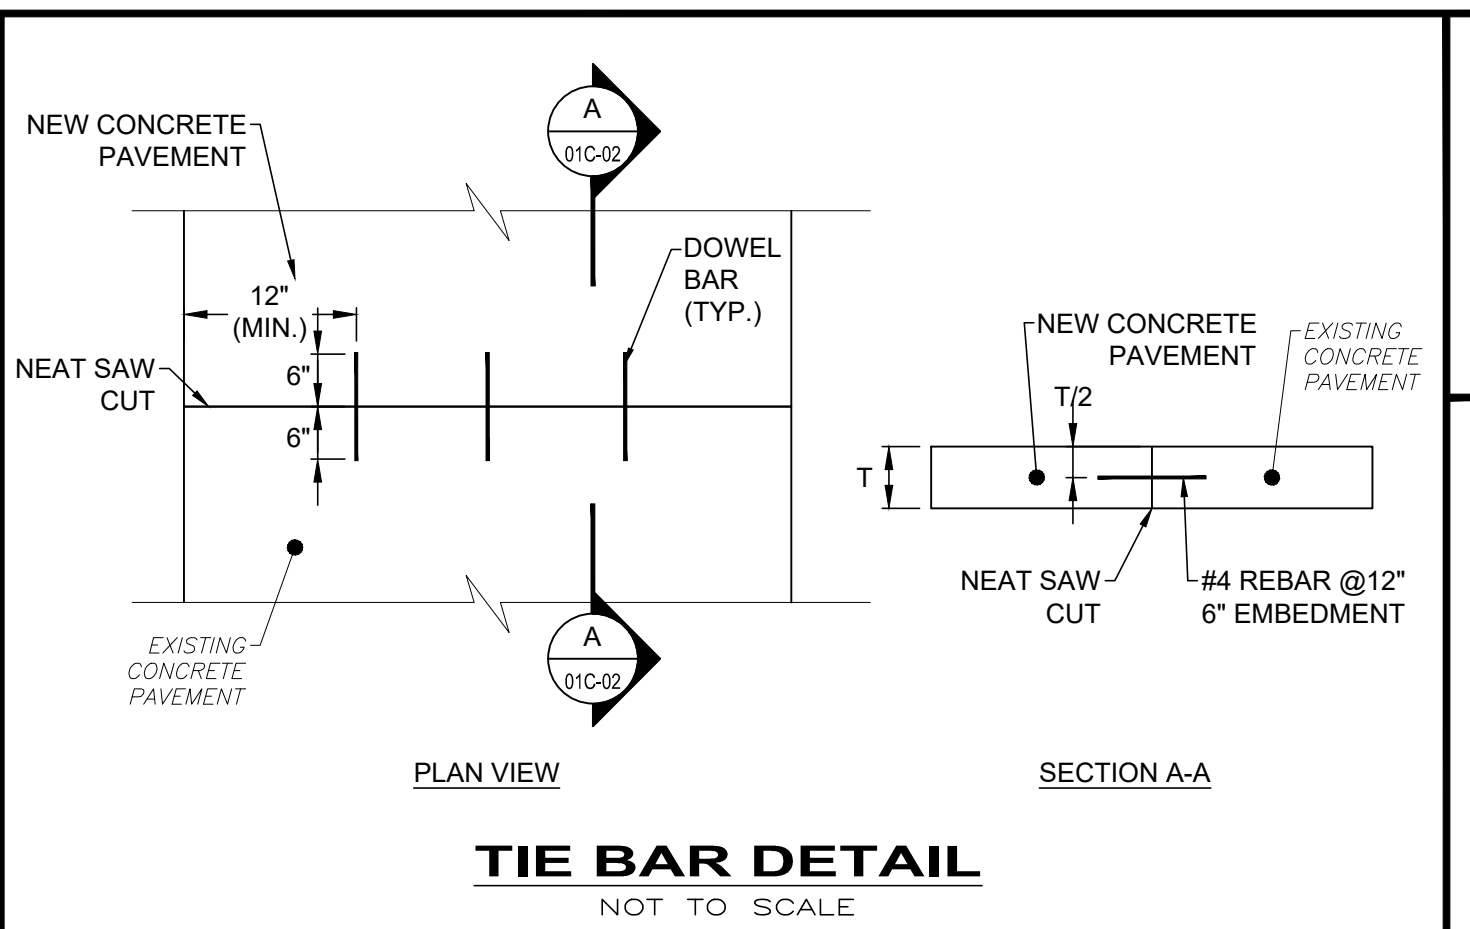 NEW CONCRETE
PAVEMENT
A
01C-02
DOWEL
BAR
(TYP.)
12"
(MIN.)
NEAT SAW
CUT
6"
6"
EXISTING
CONCRETE
PAVEMENT
A
01C-02
PLAN VIEW
NEW CONCRETE
PAVEMENT
EXISTING
CONCRETE
PAVEMENT
T/2
T
NEAT SAW
CUT
#4 REBAR @12"
6" EMBEDMENT
SECTION A-A
TIE BAR DETAIL
NOT TO SCALE